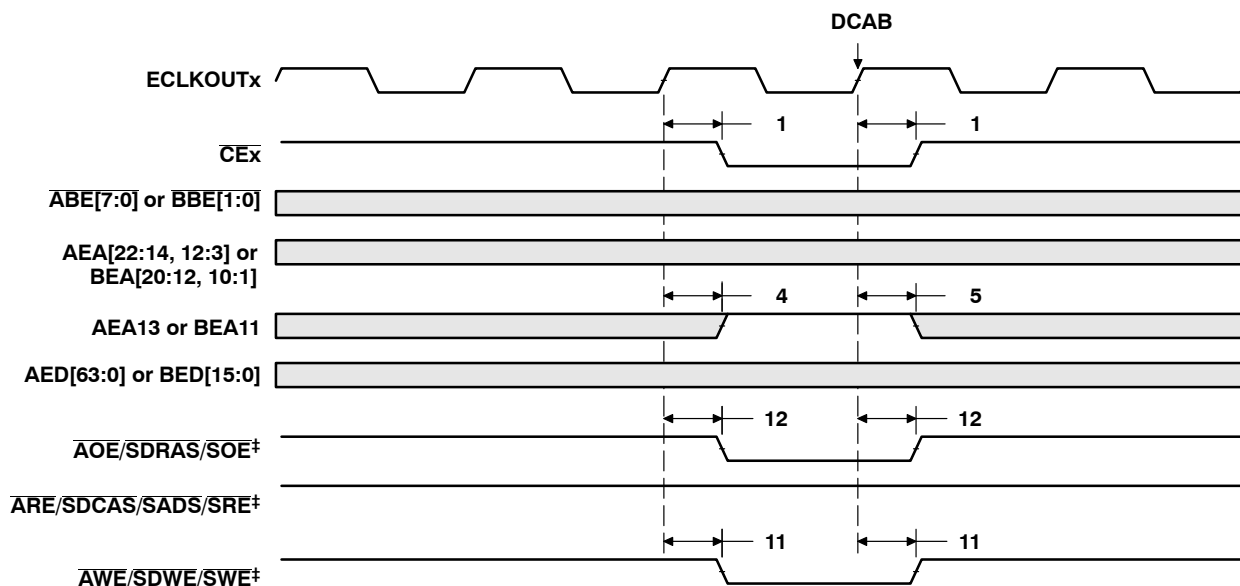 DCAB
ECLKOUTx
1 1
CEx
ABE[7:0] or BBE[1:0]
AEA[22:14, 12:3] or
BEA[20:12, 10:1]
4 5
AEA13 or BEA11
AED[63:0] or BED[15:0]
12 12
AOE/SDRAS/SOE‡
ARE/SDCAS/SADS/SRE‡
11 11
AWE/SDWE/SWE‡